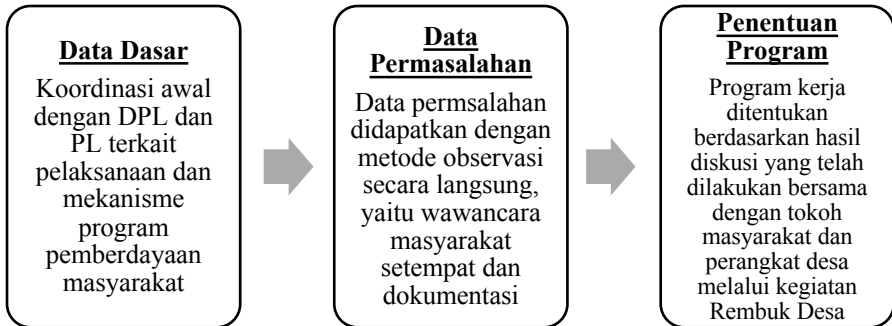 Data Dasar
Koordinasi awal
dengan DPL dan
PL terkait
pelaksanaan dan
mekanisme
program
pemberdayaan
masyarakat
Data
Permasalahan
Data permsalahan
didapatkan dengan
metode observasi
secara langsung,
yaitu wawancara
masyarakat
setempat dan
dokumentasi
Penentuan
Program
Program kerja
ditentukan
berdasarkan hasil
diskusi yang telah
dilakukan bersama
dengan tokoh
masyarakat dan
perangkat desa
melalui kegiatan
Rembuk Desa